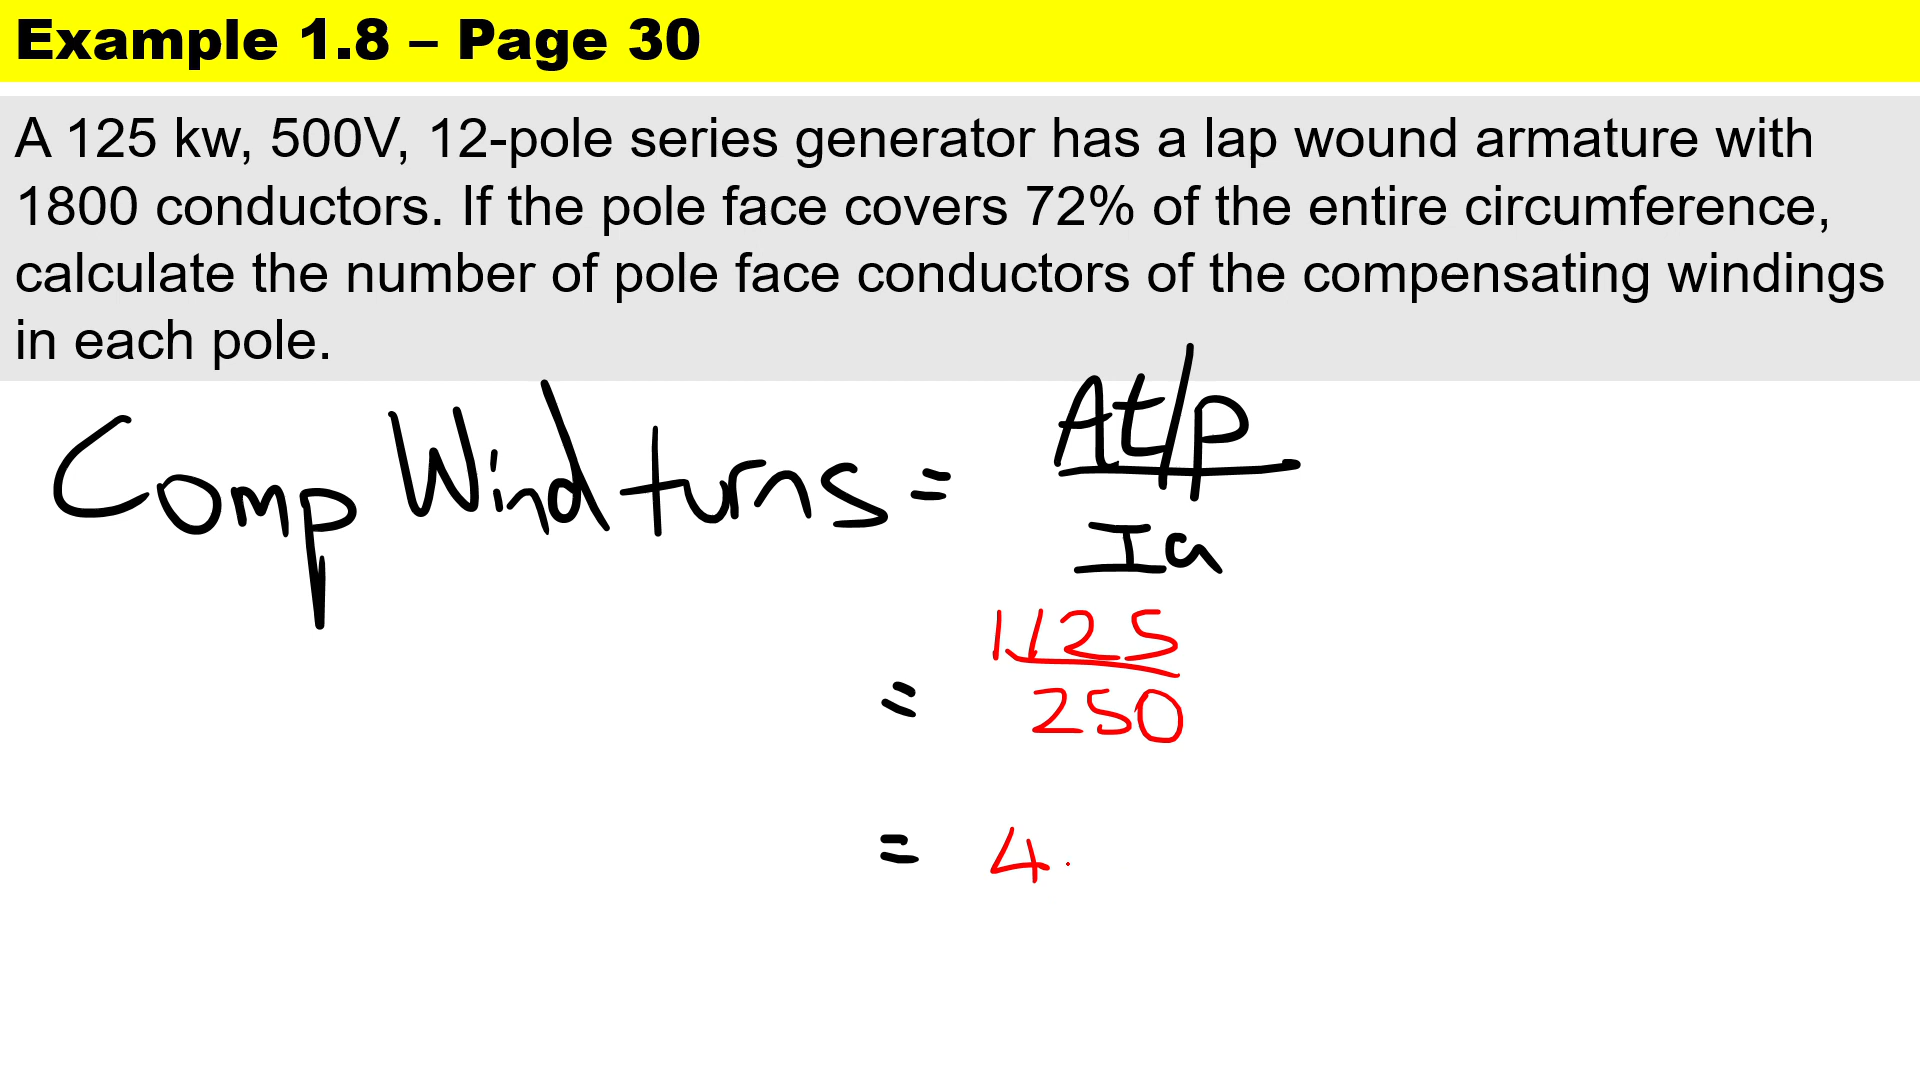 Example 1.8 – Page 30
A 125 kw, 500V, 12-pole series generator has a lap wound armature with
1800 conductors. If the pole face covers 72% of the entire circumference,
calculate the number of pole face conductors of the compensating windings
in each pole.
Comp Wind turns = At/p
Ia
= 1,125
250
= 4.